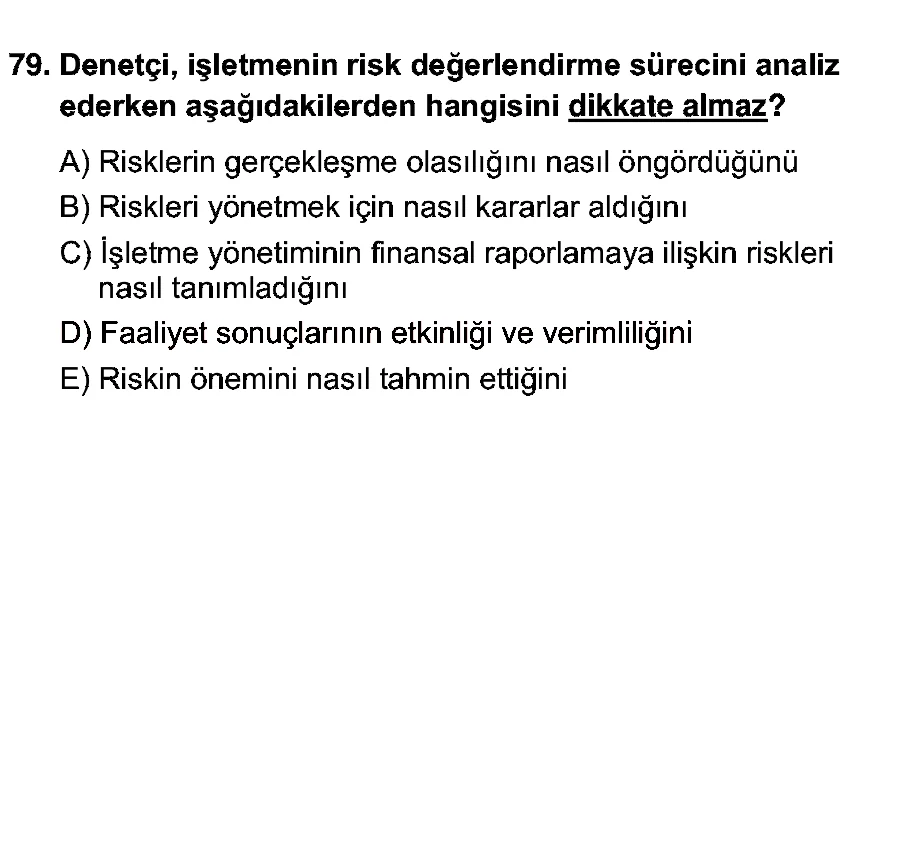 79. Denetçi, işletmenin risk değerlendirme sürecini analiz
ederken aşağıdakilerden hangisini dikkate almaz?
A) Risklerin gerçekleşme olasılığını nasıl öngördüğünü
B) Riskleri yönetmek için nasıl kararlar aldığını
C) İşletme yönetiminin finansal raporlamaya ilişkin riskleri
nasıl tanımladığını
D) Faaliyet sonuçlarının etkinliği ve verimliliğini
E) Riskin önemini nasıl tahmin ettiğini